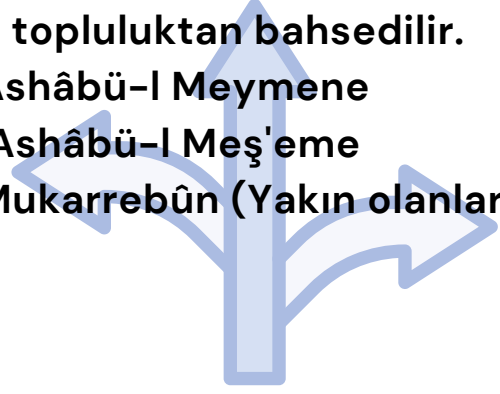 topluluktan bahsedilir.
Ashâbü-l Meymene
Ashâbü-l Meş'eme
Mukarrebûn (Yakın olanlar